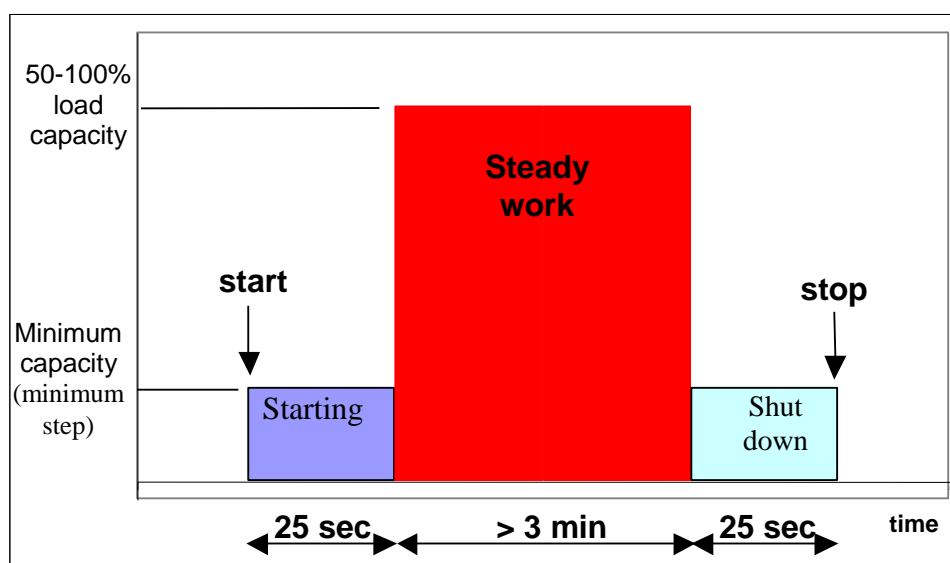 50-100%
load
capacity
Steady
work
start
stop
Minimum
capacity
(minimum
step)
Starting
Shut
down
25 sec
> 3 min
25 sec
time